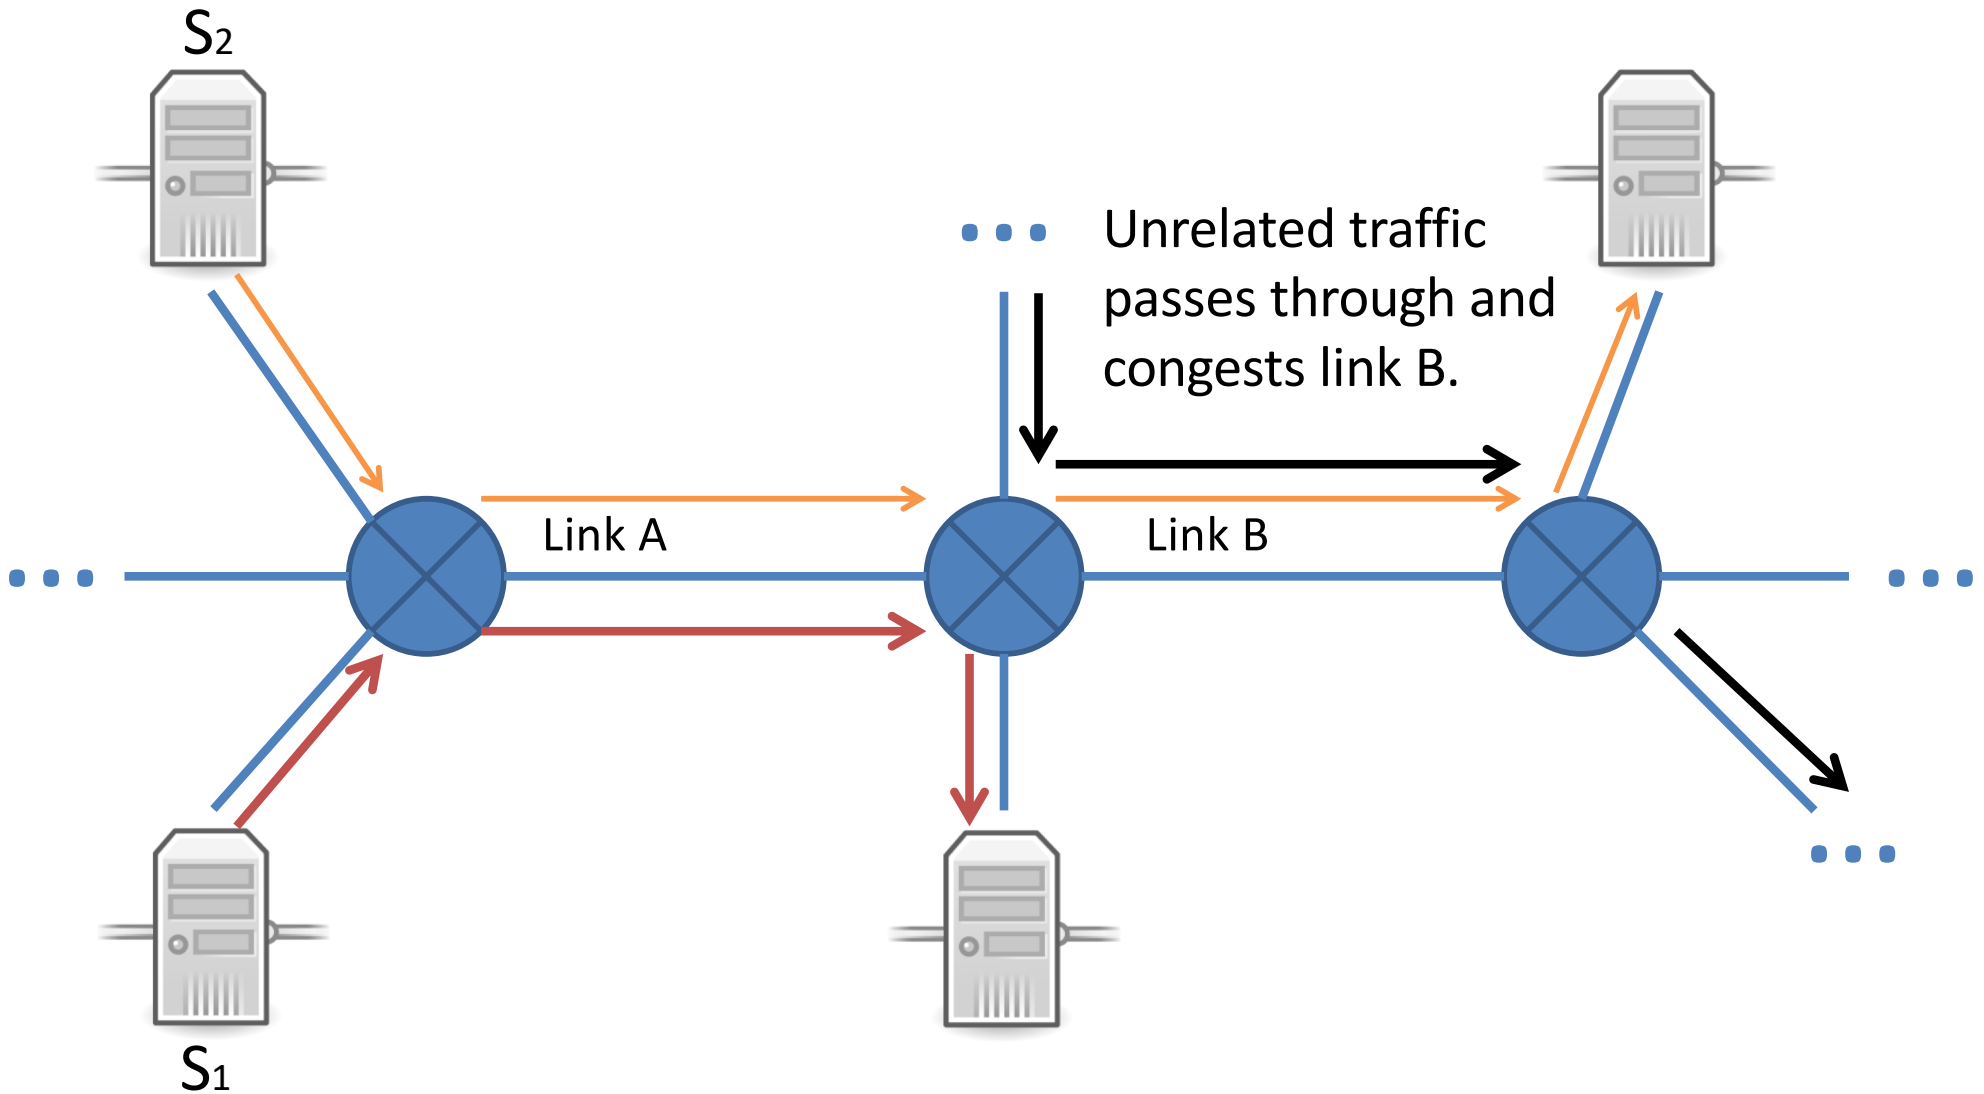 S2
Unrelated traffic
passes through and
congests link B.
Link A
Link B
S1